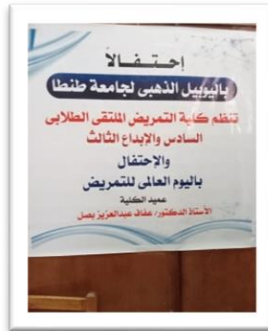 إحتفالاً
باليوبيل الذهبى لجامعة طنطا
تنظم كلية التمريض الملتقى الطلابى
السادس والإبداع الثالث
والإحتفال
باليوم العالمى للتمريض
عميد الكلية
الأستاذ الدكتور/ عفاف عبدالعزيز بصل